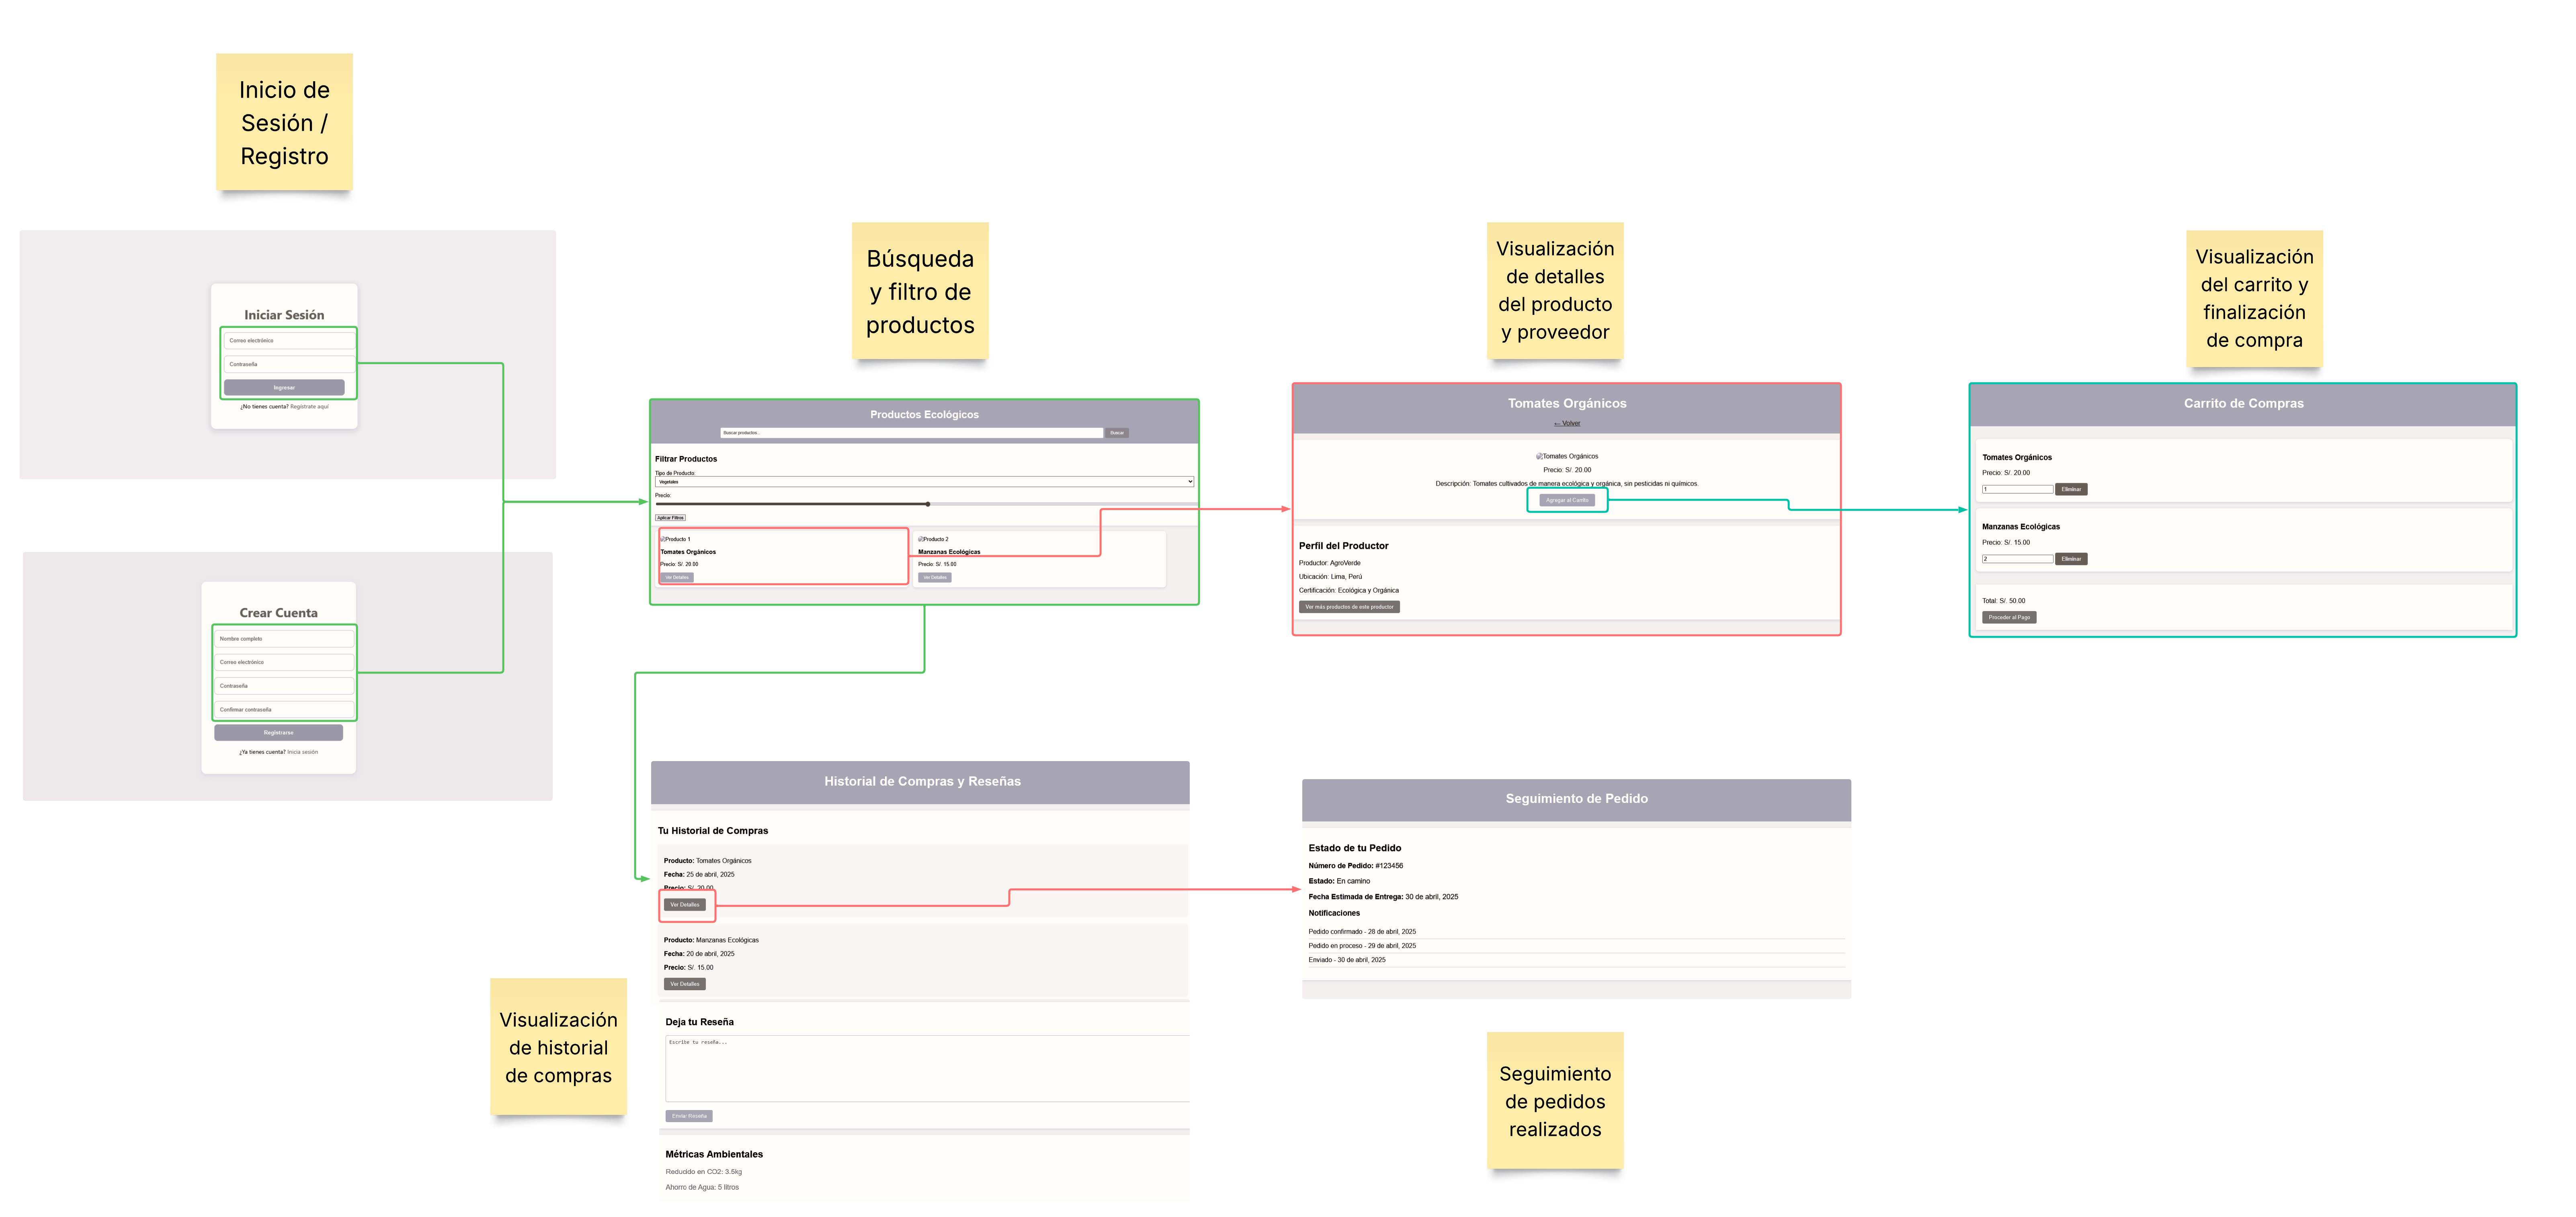 Inicio de
Sesión /
Registro
Iniciar Sesión
Correo electrónico
Contraseña
Ingresar
¿No tienes cuenta? Regístrate aquí
Crear Cuenta
Nombre completo
Correo electrónico
Contraseña
Confirmar contraseña
Registrarse
¿Ya tienes cuenta? Inicia sesión
Búsqueda
y filtro de
productos
Productos Ecológicos
Buscar productos...
Buscar
Filtrar Productos
Tipo de Producto:
Vegetales
Precio:
Aplicar Filtros
Producto 1
Tomates Orgánicos
Precio: S/. 20.00
Ver Detalles
Producto 2
Manzanas Ecológicas
Precio: S/. 15.00
Ver Detalles
Visualización
de detalles
del producto
y proveedor
Tomates Orgánicos
← Volver
Tomates Orgánicos
Precio: S/. 20.00
Descripción: Tomates cultivados de manera ecológica y orgánica, sin pesticidas ni químicos.
Agregar al Carrito
Perfil del Productor
Productor: AgroVerde
Ubicación: Lima, Perú
Certificación: Ecológica y Orgánica
Ver más productos de este productor
Visualización
del carrito y
finalización
de compra
Carrito de Compras
Tomates Orgánicos
Precio: S/. 20.00
1
Eliminar
Manzanas Ecológicas
Precio: S/. 15.00
2
Eliminar
Total: S/. 50.00
Proceder al Pago
Visualización
de historial
de compras
Historial de Compras y Reseñas
Tu Historial de Compras
Producto: Tomates Orgánicos
Fecha: 25 de abril, 2025
Precio: S/. 20.00
Ver Detalles
Producto: Manzanas Ecológicas
Fecha: 20 de abril, 2025
Precio: S/. 15.00
Ver Detalles
Deja tu Reseña
Escribe tu reseña...
Enviar Reseña
Métricas Ambientales
Reducido en CO2: 3.5kg
Ahorro de Agua: 5 litros
Seguimiento de Pedido
Estado de tu Pedido
Número de Pedido: #123456
Estado: En camino
Fecha Estimada de Entrega: 30 de abril, 2025
Notificaciones
Pedido confirmado - 28 de abril, 2025
Pedido en proceso - 29 de abril, 2025
Enviado - 30 de abril, 2025
Seguimiento
de pedidos
realizados